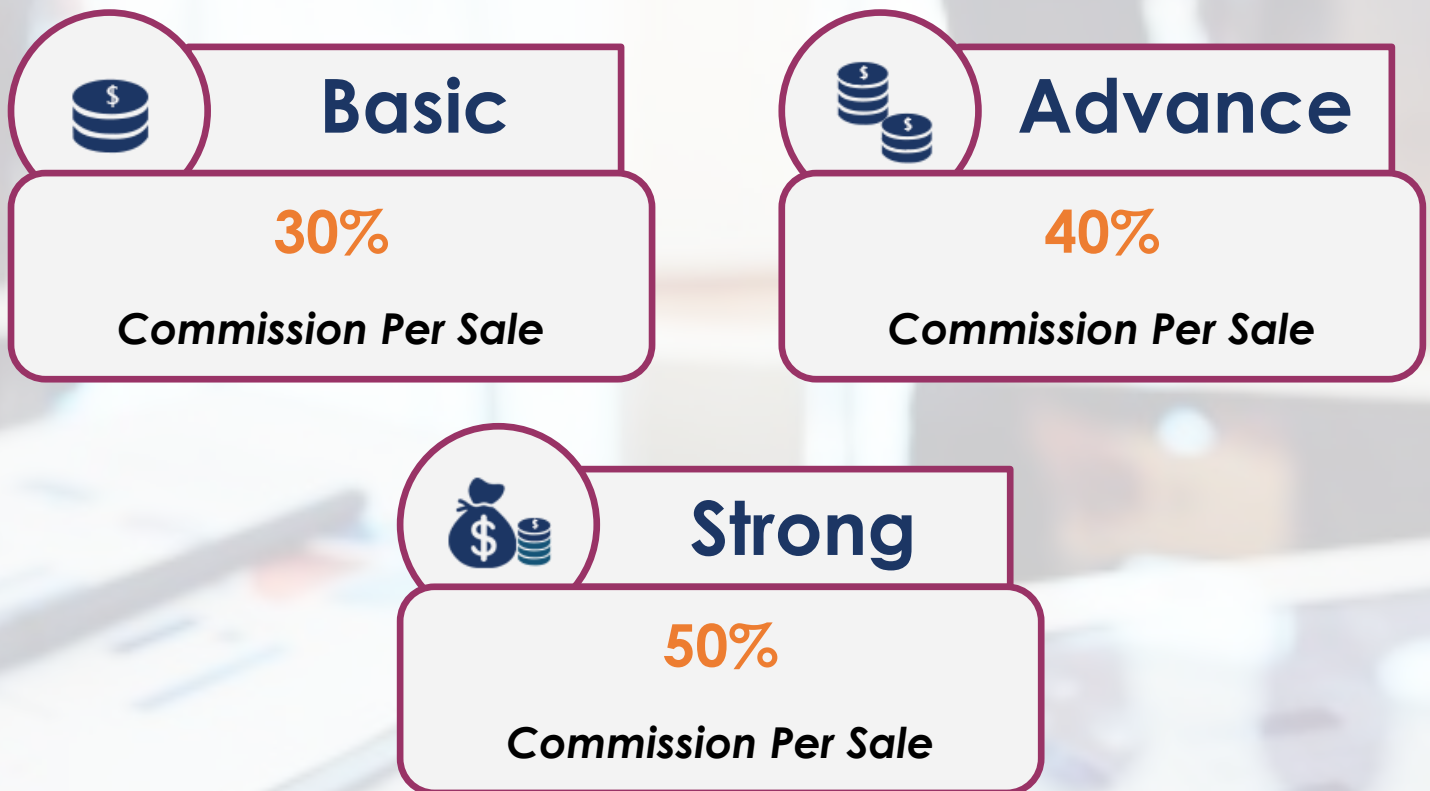 Basic
30%
Commission Per Sale
Advance
40%
Commission Per Sale
Strong
50%
Commission Per Sale